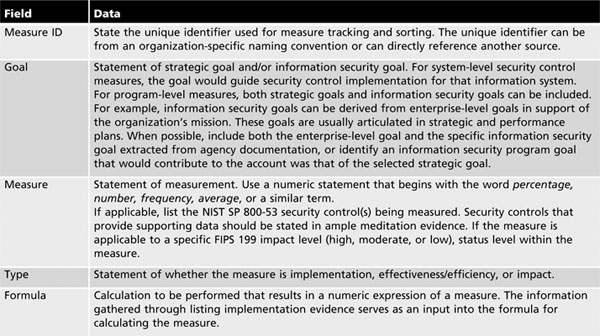 Field Data
Measure ID State the unique identifier used for measure tracking and sorting. The unique identifier can be
from an organization-specific naming convention or can directly reference another source.
Goal Statement of strategic goal and/or information security goal. For system-level security control
measures, the goal would guide security control implementation for that information system.
For program-level measures, both strategic goals and information security goals can be included.
For example, information security goals can be derived from enterprise-level goals in support of
the organization's mission. These goals are usually articulated in strategic and performance
plans. When possible, include both the enterprise-level goal and the specific information security
goal extracted from agency documentation, or identify an information security program goal
that would contribute to the account was that of the selected strategic goal.
Measure Statement of measurement. Use a numeric statement that begins with the word percentage,
number, frequency, average, or a similar term.
If applicable, list the NIST SP 800-53 security control(s) being measured. Security controls that
provide supporting data should be stated in ample meditation evidence. If the measure is
applicable to a specific FIPS 199 impact level (high, moderate, or low), status level within the
measure.
Type Statement of whether the measure is implementation, effectiveness/efficiency, or impact.
Formula Calculation to be performed that results in a numeric expression of a measure. The information
gathered through listing implementation evidence serves as an input into the formula for
calculating the measure.